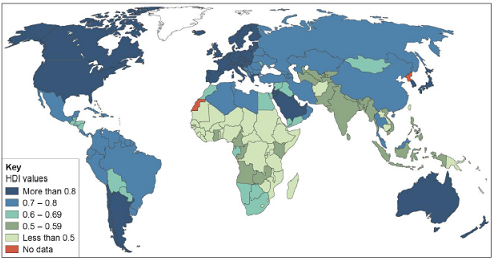 Key
HDI values
More than 0.8
0.7 – 0.8
0.6 – 0.69
0.5 – 0.59
Less than 0.5
No data